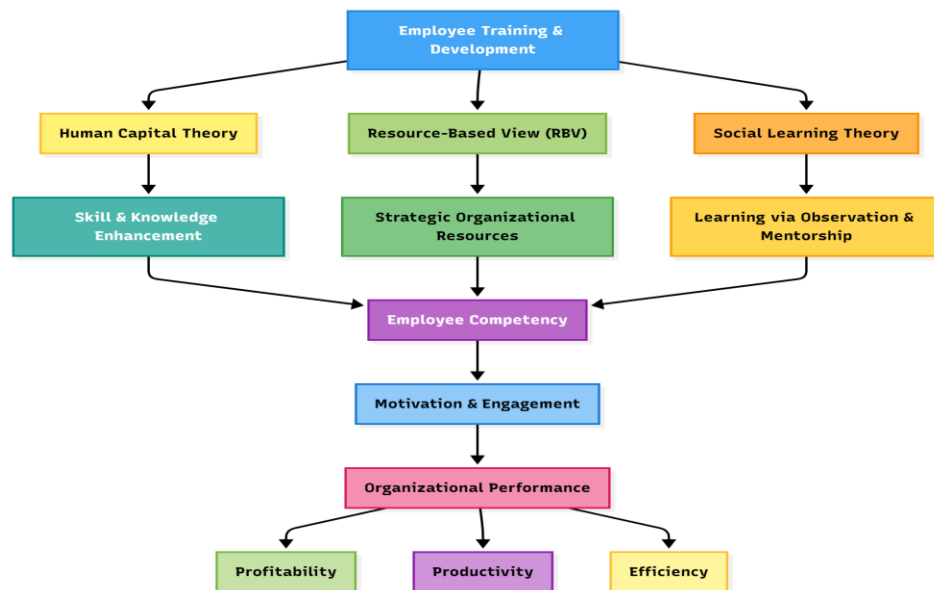 Employee Training &
Development
Human Capital Theory
Resource-Based View (RBV)
Social Learning Theory
Skill & Knowledge
Enhancement
Strategic Organizational
Resources
Learning via Observation &
Mentorship
Employee Competency
Motivation & Engagement
Organizational Performance
Profitability
Productivity
Efficiency